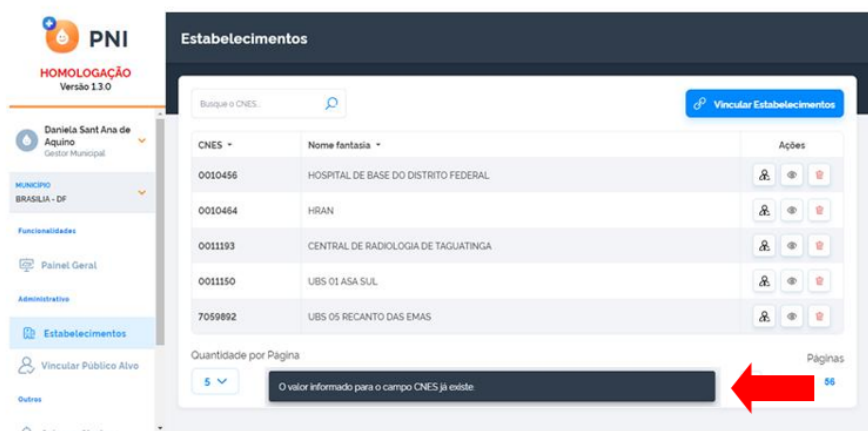 PNI
HOMOLOGAÇÃO
Versão 1.3.0
Daniela Sant Ana de
Aquino
Gestor Municipal
MUNICÍPIO
BRASILIA - DF
Funcionalidades
Painel Geral
Administrativo
Estabelecimentos
Vincular Público Alvo
Outros
Estabelecimentos
Busque o CNES..
Vincular Estabelecimentos
CNES Nome fantasia Ações
0010456 HOSPITAL DE BASE DO DISTRITO FEDERAL
0010464 HRAN
0011193 CENTRAL DE RADIOLOGIA DE TAGUATINGA
0011150 UBS 01 ASA SUL
7059892 UBS 05 RECANTO DAS EMAS
Quantidade por Página Páginas
5 O valor informado para o campo CNES já existe 56